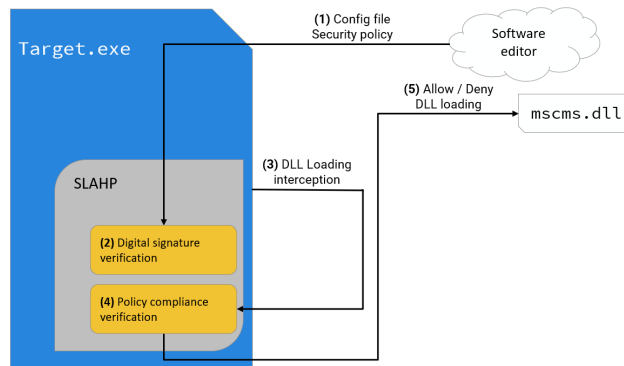 (1) Config file
Security policy
Software
editor
Target.exe
(5) Allow / Deny
DLL loading
mscms.dll
(3) DLL Loading
interception
SLAHP
(2) Digital signature
verification
(4) Policy compliance
verification